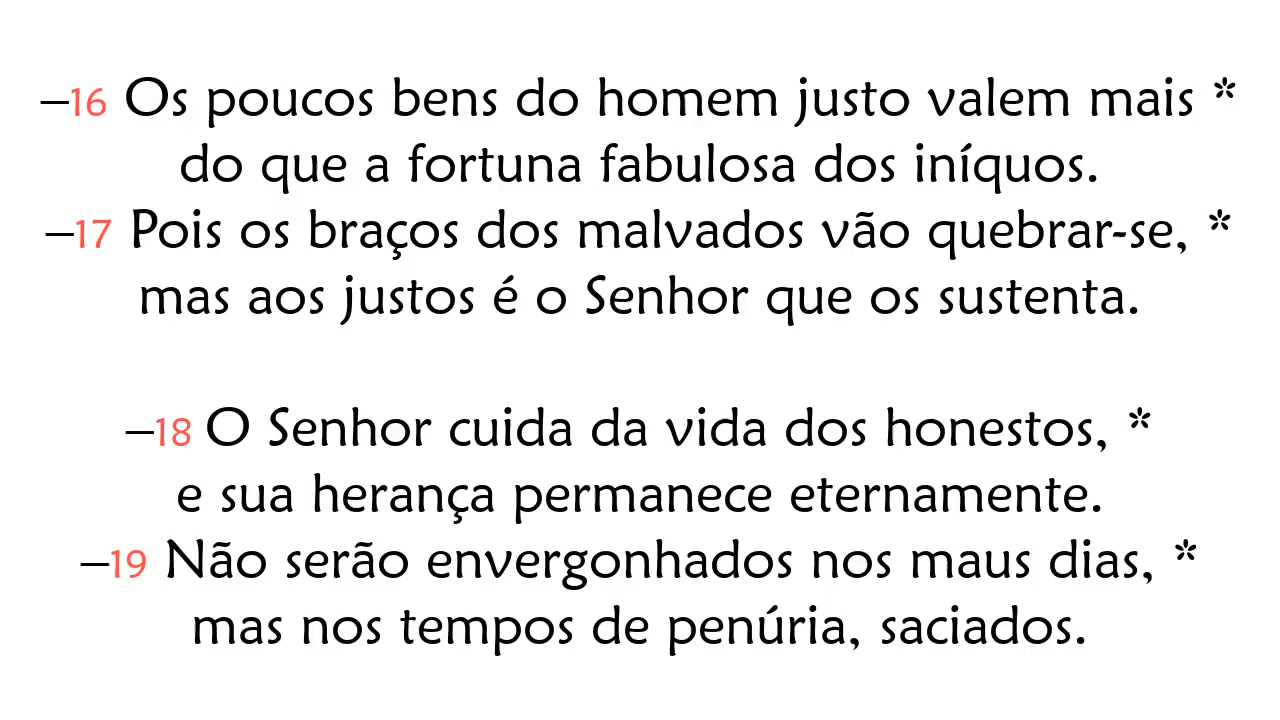 –16 Os poucos bens do homem justo valem mais *
do que a fortuna fabulosa dos iníquos.
–17 Pois os braços dos malvados vão quebrar-se, *
mas aos justos é o Senhor que os sustenta.
–18 O Senhor cuida da vida dos honestos, *
e sua herança permanece eternamente.
–19 Não serão envergonhados nos maus dias, *
mas nos tempos de penúria, saciados.